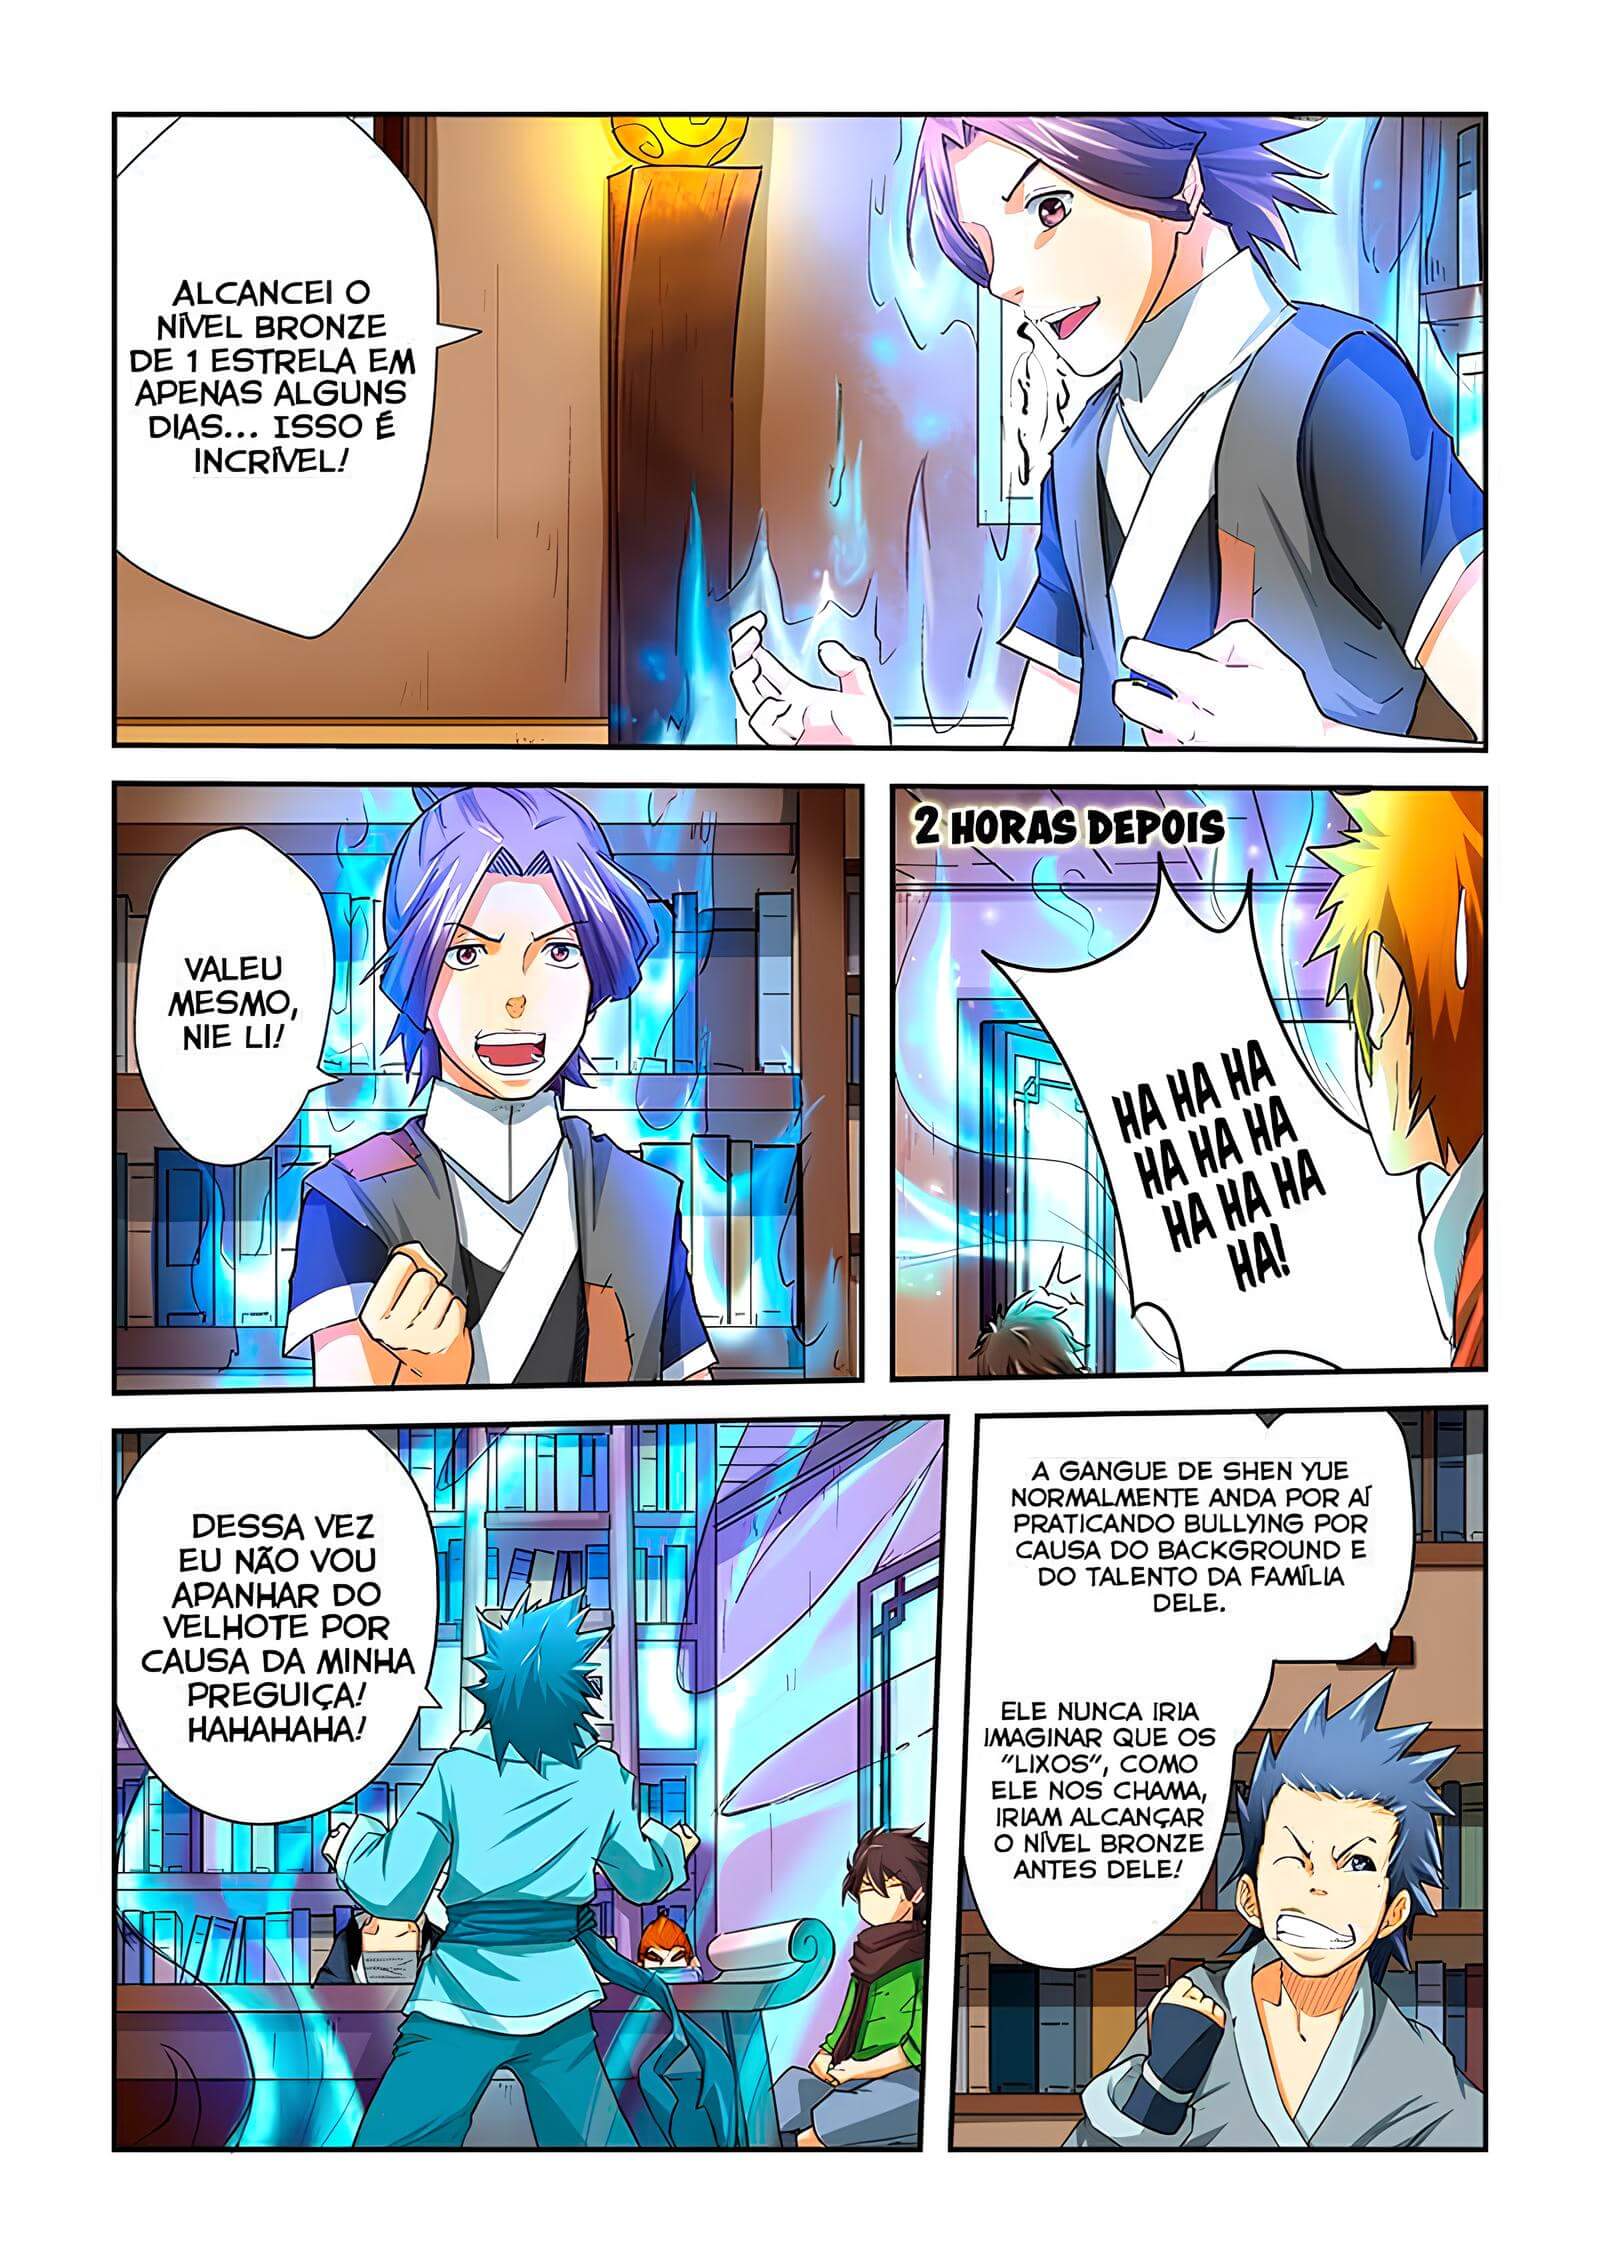 ALCANCEI O
NÍVEL BRONZE
DE 1 ESTRELA EM
APENAS ALGUNS
DIAS... ISSO É
INCRÍVEL!
VALEU
MESMO,
NIE LI!
2 HORAS DEPOIS
HA HA HA
HA HA HA
HA HA HA
HA!
DESSA VEZ
EU NÃO VOU
APANHAR DO
VELHOTE POR
CAUSA DA MINHA
PREGUIÇA!
HAHAHAHA!
A GANGUE DE SHEN YUE
NORMALMENTE ANDA POR AÍ
PRATICANDO BULLYING POR
CAUSA DO BACKGROUND E
DO TALENTO DA FAMÍLIA
DELE.
ELE NUNCA IRIA
IMAGINAR QUE OS
"LIXOS", COMO
ELE NOS CHAMA,
IRIAM ALCANÇAR
O NÍVEL BRONZE
ANTES DELE!